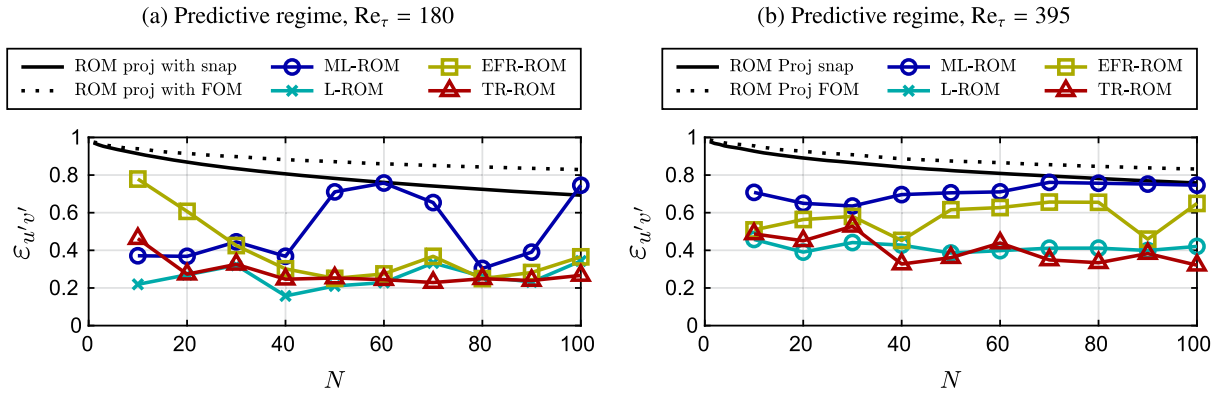 (a) Predictive regime, Re_τ = 180
ROM proj with snap
ML-ROM
EFR-ROM
ROM proj with FOM
L-ROM
TR-ROM
1
0.8
0.6
0.4
0.2
0
ε_{u'v'}
0 20 40 60 80 100
N
(b) Predictive regime, Re_τ = 395
ROM Proj snap
ML-ROM
EFR-ROM
ROM Proj FOM
L-ROM
TR-ROM
1
0.8
0.6
0.4
0.2
0
ε_{u'v'}
0 20 40 60 80 100
N